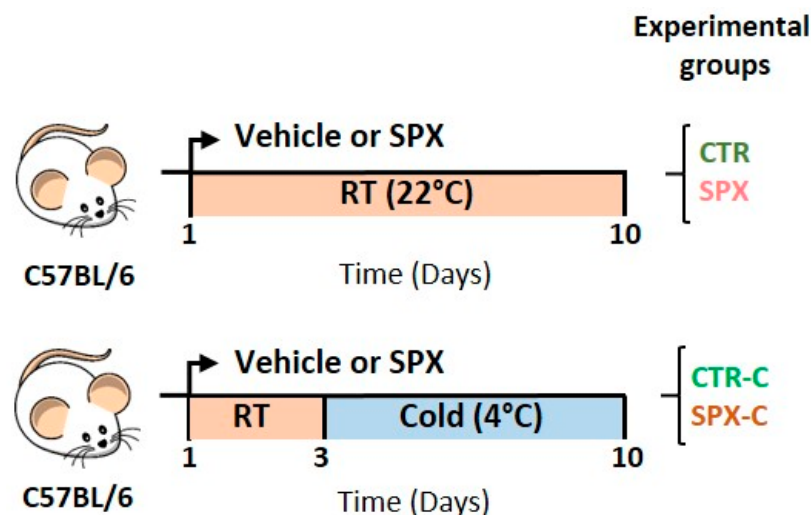 Experimental
groups
Vehicle or SPX
RT (22°C)
1
10
C57BL/6
Time (Days)
CTR
SPX
Vehicle or SPX
RT
Cold (4°C)
1
3
10
C57BL/6
Time (Days)
CTR-C
SPX-C